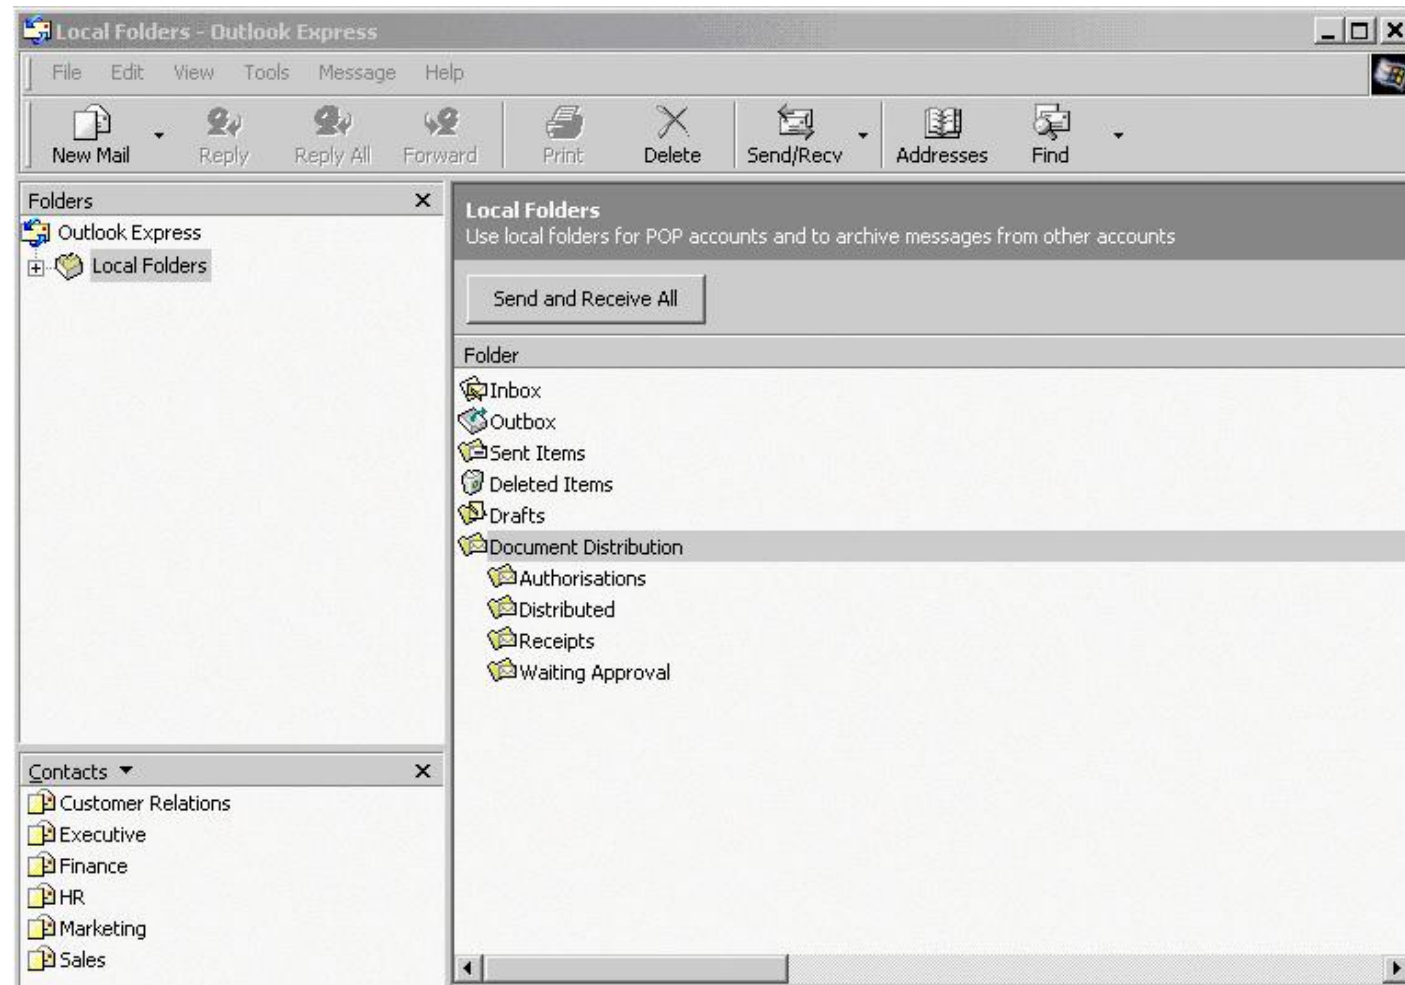 Local Folders - Outlook Express
File Edit View Tools Message Help
New Mail Reply Reply All Forward Print Delete Send/Recv Addresses Find
Folders
Outlook Express
Local Folders
Contacts
Customer Relations
Executive
Finance
HR
Marketing
Sales
Local Folders
Use local folders for POP accounts and to archive messages from other accounts
Send and Receive All
Folder
Inbox
Outbox
Sent Items
Deleted Items
Drafts
Document Distribution
Authorisations
Distributed
Receipts
Waiting Approval